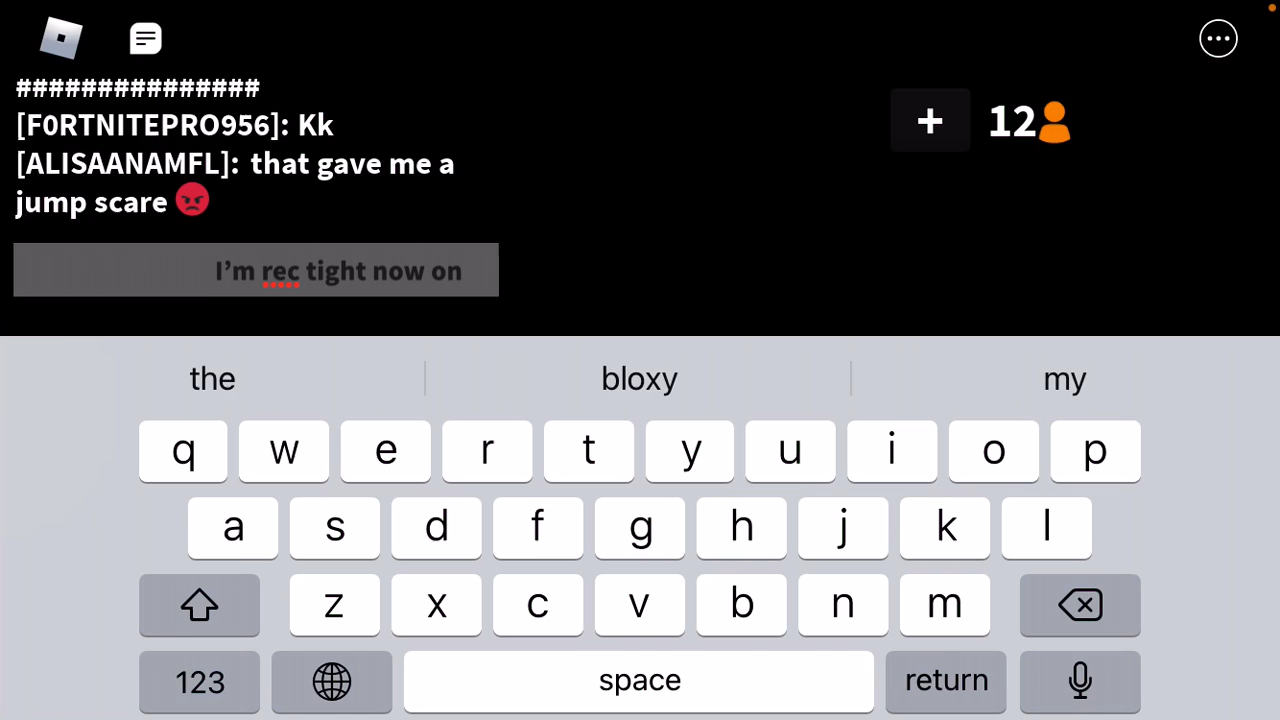 ###############
[F0RTNITEPRO956]: Kk
[ALISAANAMFL]: that gave me a
jump scare 😡
12
I'm rec tight now on
the bloxy my
q w e r t y u i o p
a s d f g h j k l
z x c v b n m
123 space return